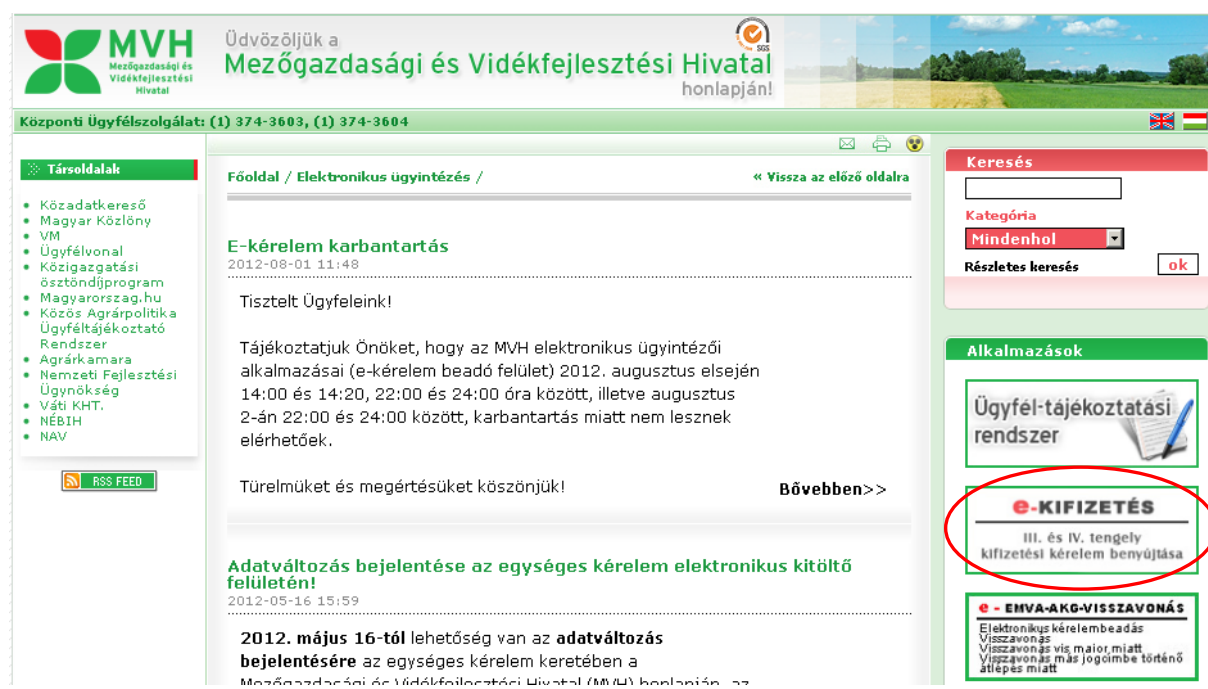 MVH
Mezőgazdasági és
Vidékfejlesztési
Hivatal
Üdvözöljük a
Mezőgazdasági és Vidékfejlesztési Hivatal
honlapján!
SGS
Központi Ügyfélszolgálat: (1) 374-3603, (1) 374-3604
Társoldalak
Közadatkereső
Magyar Közlöny
VM
Ügyfélvonal
Közigazgatási
ösztöndíjprogram
Magyarorszag.hu
Közös Agrárpolitika
Ügyféltájékoztató
Rendszer
Agrárkamara
Nemzeti Fejlesztési
Ügynökség
Váti KHT.
NÉBIH
NAV
RSS FEED
Főoldal / Elektronikus ügyintézés /
« Vissza az előző oldalra
E-kérelem karbantartás
2012-08-01 11:48
Tisztelt Ügyfeleink!
Tájékoztatjuk Önöket, hogy az MVH elektronikus ügyintézői
alkalmazásai (e-kérelem beadó felület) 2012. augusztus elsején
14:00 és 14:20, 22:00 és 24:00 óra között, illetve augusztus
2-án 22:00 és 24:00 között, karbantartás miatt nem lesznek
elérhetőek.
Türelmüket és megértésüket köszönjük!
Bővebben>>
Adatváltozás bejelentése az egységes kérelem elektronikus kitöltő
felületén!
2012-05-16 15:59
2012. május 16-tól lehetőség van az adatváltozás
bejelentésére az egységes kérelem keretében a
Mezőgazdasági és Vidékfejlesztési Hivatal (MVH) honlapján, az
Keresés
Kategória
Mindenhol
Részletes keresés
ok
Alkalmazások
Ügyfél-tájékoztatási
rendszer
e-KIFIZETÉS
III. és IV. tengely
kifizetési kérelem benyújtása
e - EMVA-AKG-VISSZAVONÁS
Elektronikus kérelembeadás
Visszavonás
Visszavonás vis maior miatt
Visszavonás más jogcímbe történő
átlépés miatt